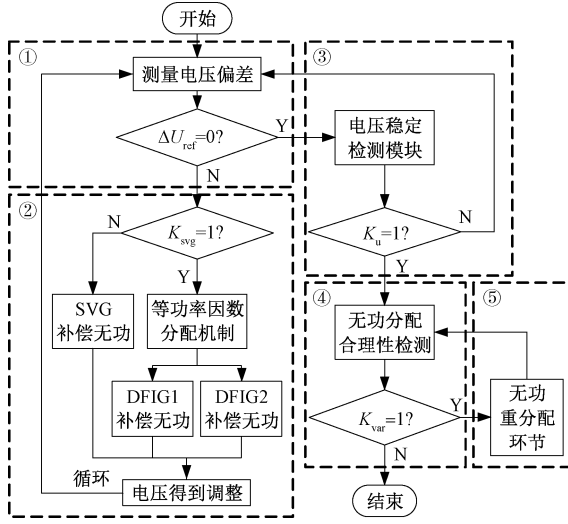 开始
①
测量电压偏差
ΔU_ref=0?
Y
N
③
电压稳定
检测模块
K_u=1?
N
Y
②
N
K_svg=1?
Y
SVG
补偿无功
等功率因数
分配机制
DFIG1
补偿无功
DFIG2
补偿无功
循环
电压得到调整
④
无功分配
合理性检测
K_var=1?
Y
N
⑤
无功
重分配
环节
结束